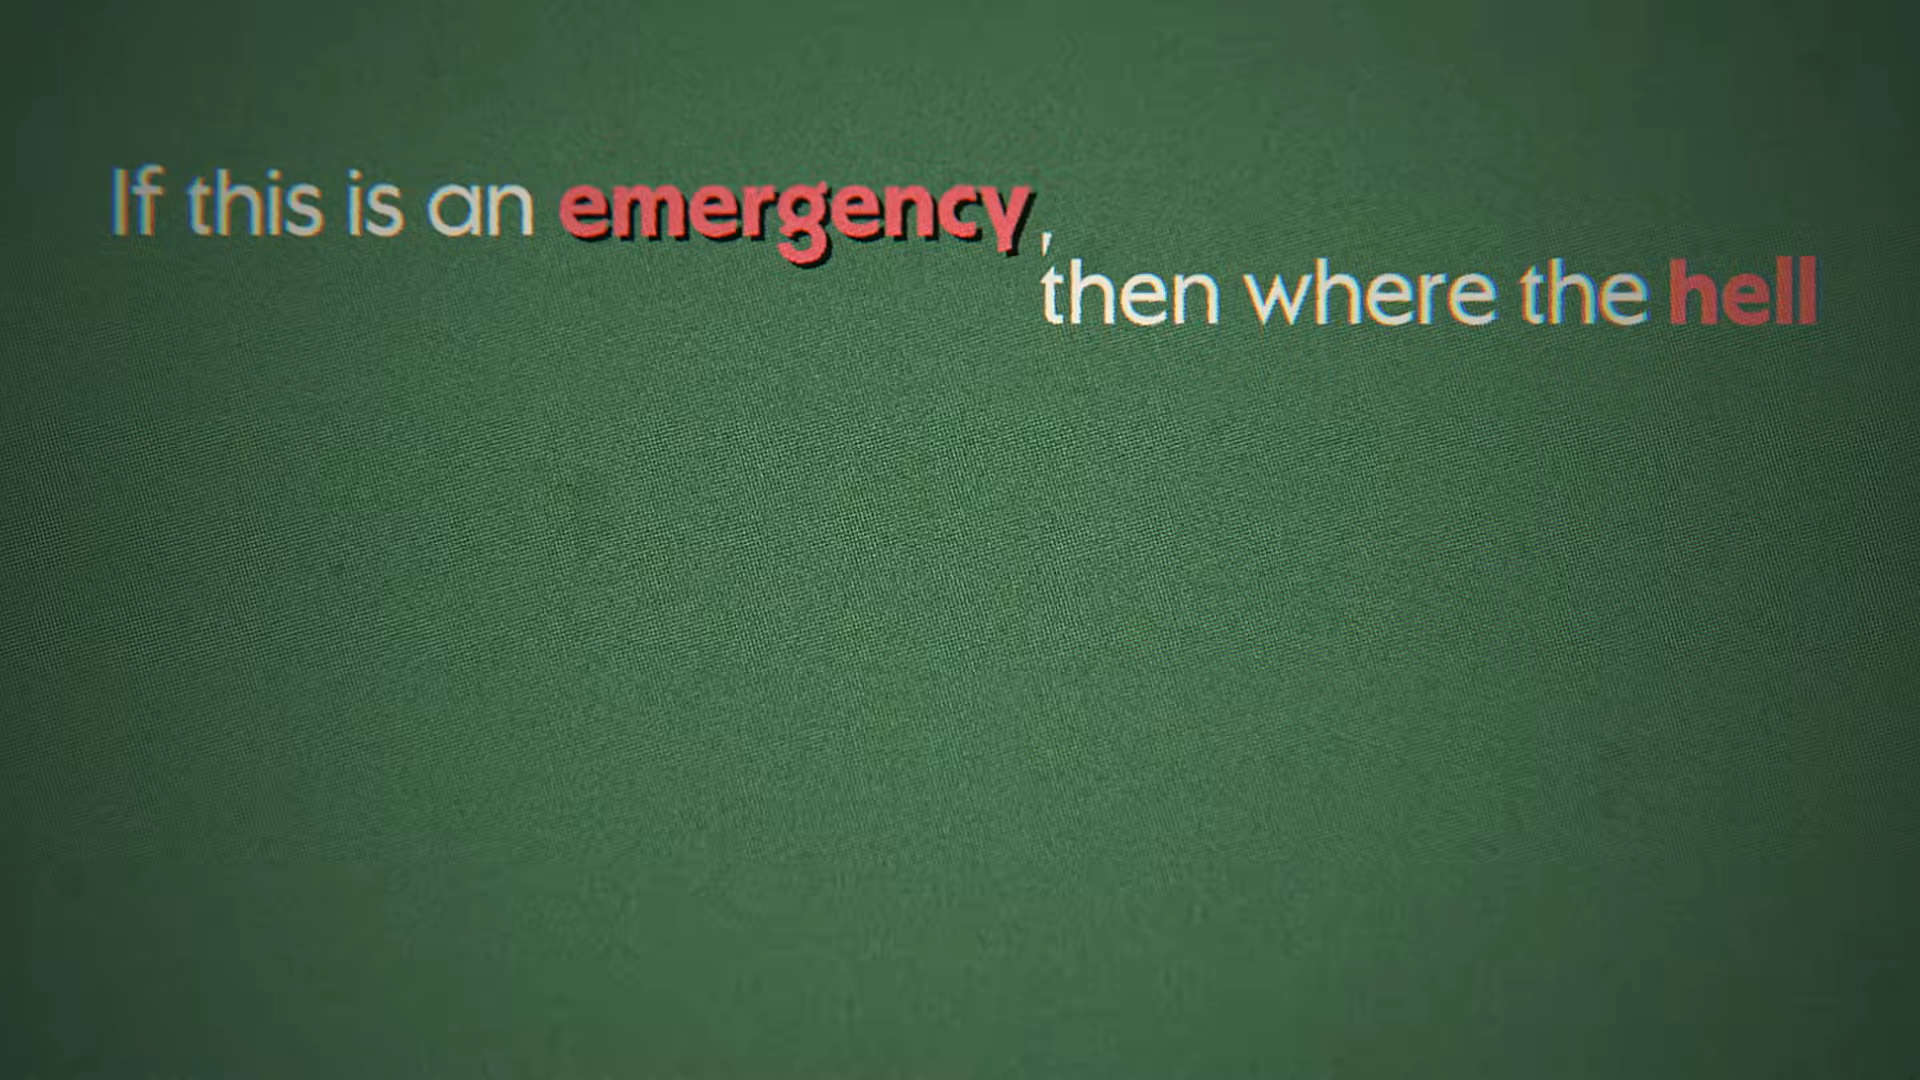 If this is an emergency,
then where the hell